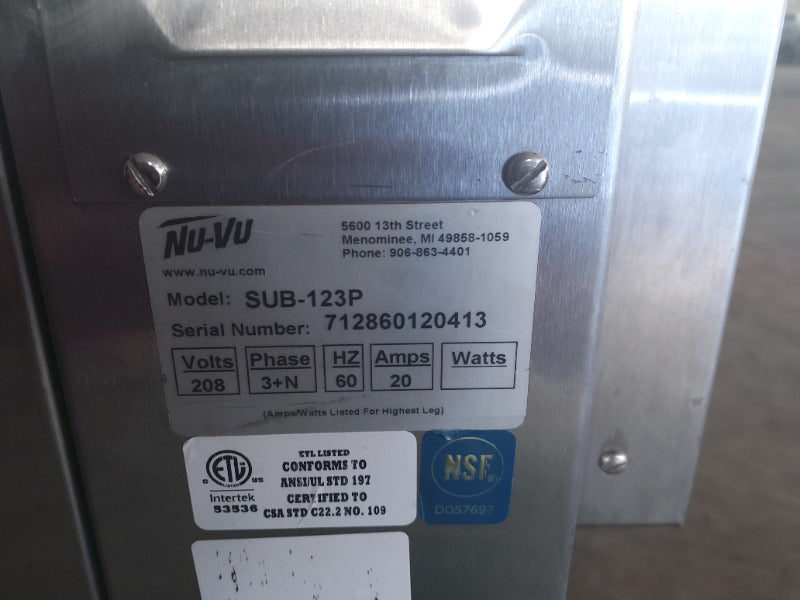 NU-VU
5600 13th Street
Menominee, MI 49858-1059
Phone: 906-863-4401
www.nu-vu.com
Model: SUB-123P
Serial Number: 712860120413
Volts Phase HZ Amps Watts
208 3+N 60 20
(Amps/Watts Listed For Highest Leg)
ETL LISTED
CONFORMS TO
ANSI/UL STD 197
CERTIFIED TO
CSA STD C22.2 NO. 109
C ETL US
Intertek
53536
NSF®
DOS7697